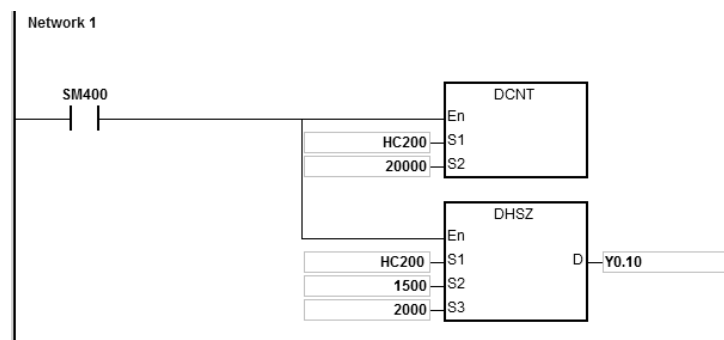 Network 1
SM400
DCNT
En
HC200 S1
20000 S2
DHSZ
En
HC200 S1 D Y0.10
1500 S2
2000 S3